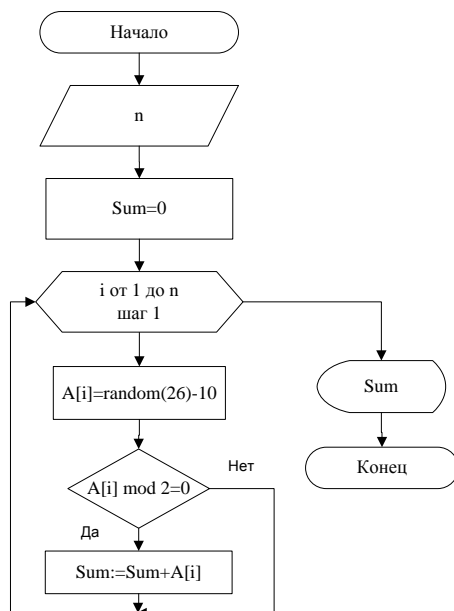 Начало
n
Sum=0
i от 1 до n
шаг 1
A[i]=random(26)-10
Sum
Нет
A[i] mod 2=0
Конец
Да
Sum:=Sum+A[i]